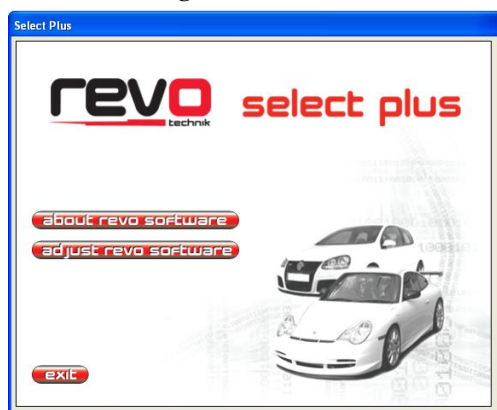 Select Plus
revo
technik
select plus
about revo software
adjust revo software
exit